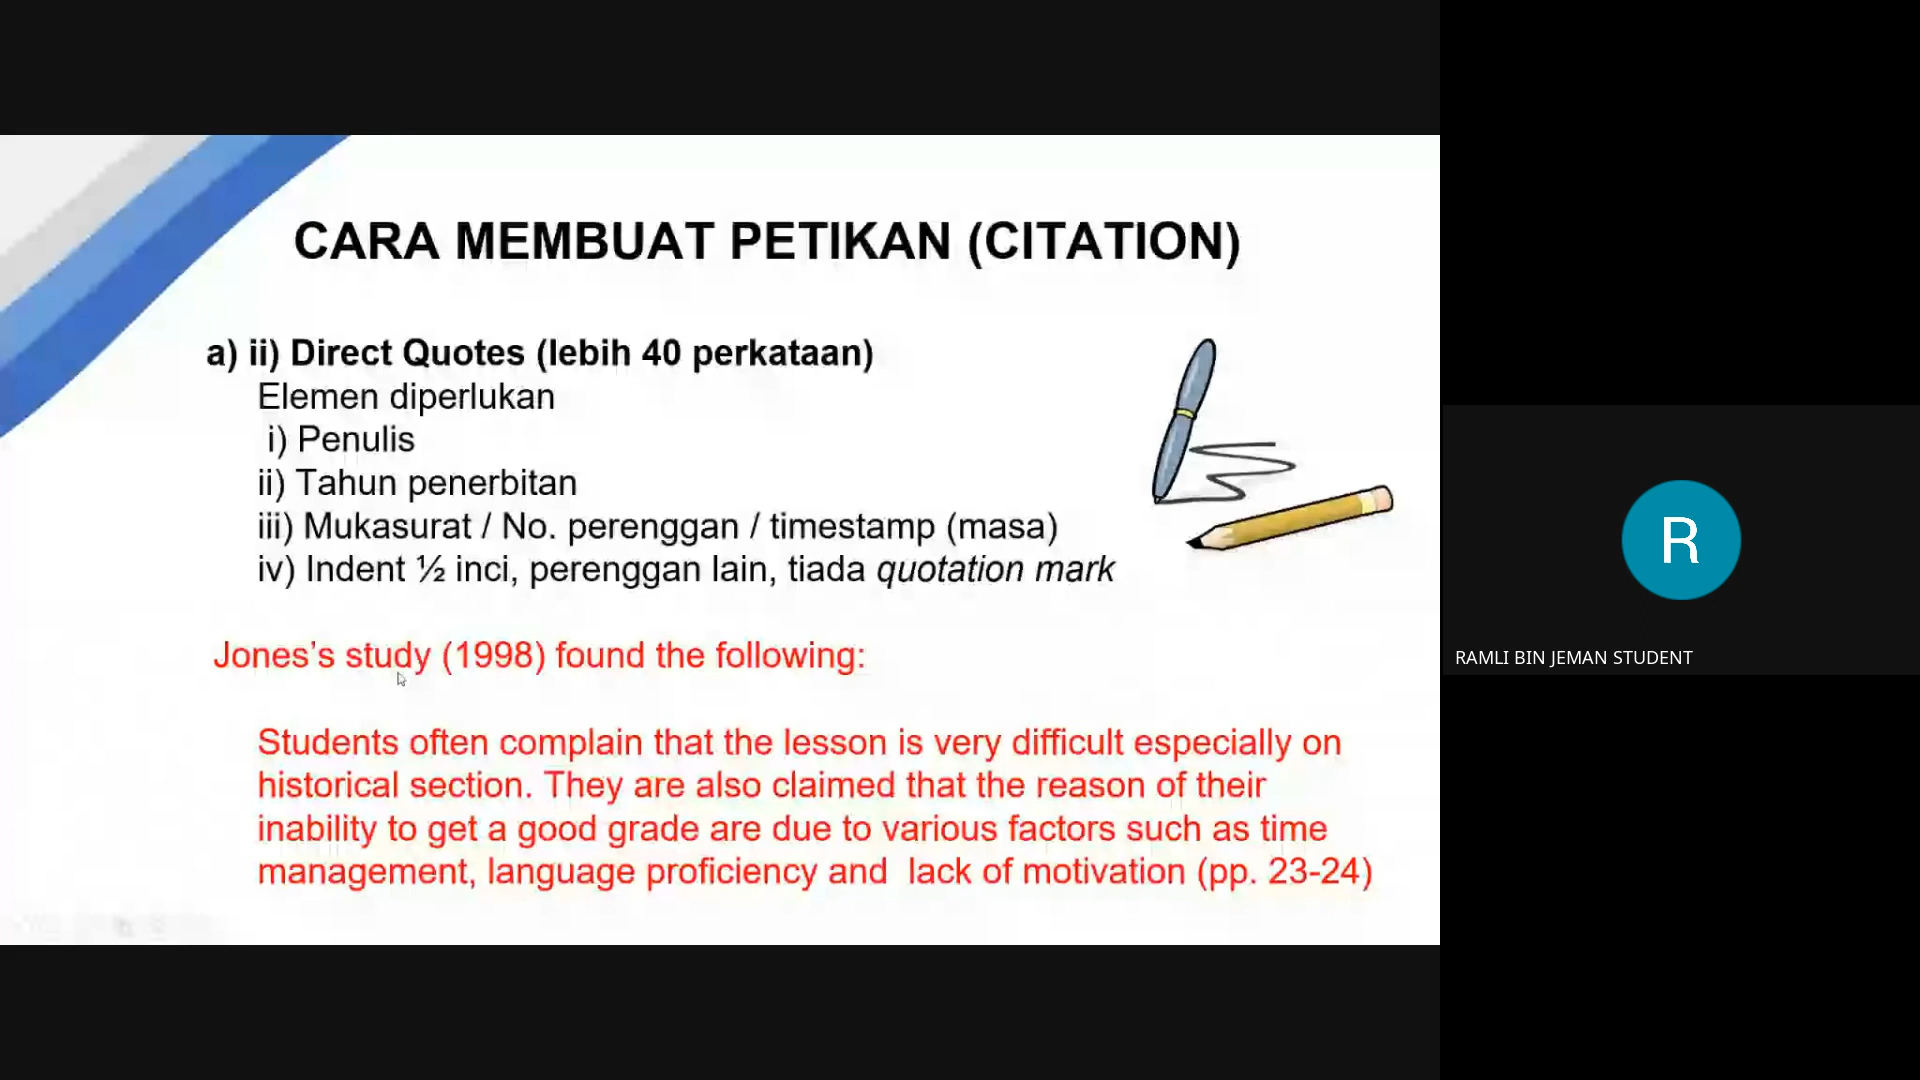 CARA MEMBUAT PETIKAN (CITATION)
a) ii) Direct Quotes (lebih 40 perkataan)
Elemen diperlukan
i) Penulis
ii) Tahun penerbitan
iii) Mukasurat / No. perenggan / timestamp (masa)
iv) Indent ½ inci, perenggan lain, tiada quotation mark
Jones’s study (1998) found the following:
Students often complain that the lesson is very difficult especially on
historical section. They are also claimed that the reason of their
inability to get a good grade are due to various factors such as time
management, language proficiency and  lack of motivation (pp. 23-24)
R
RAMLI BIN JEMAN STUDENT